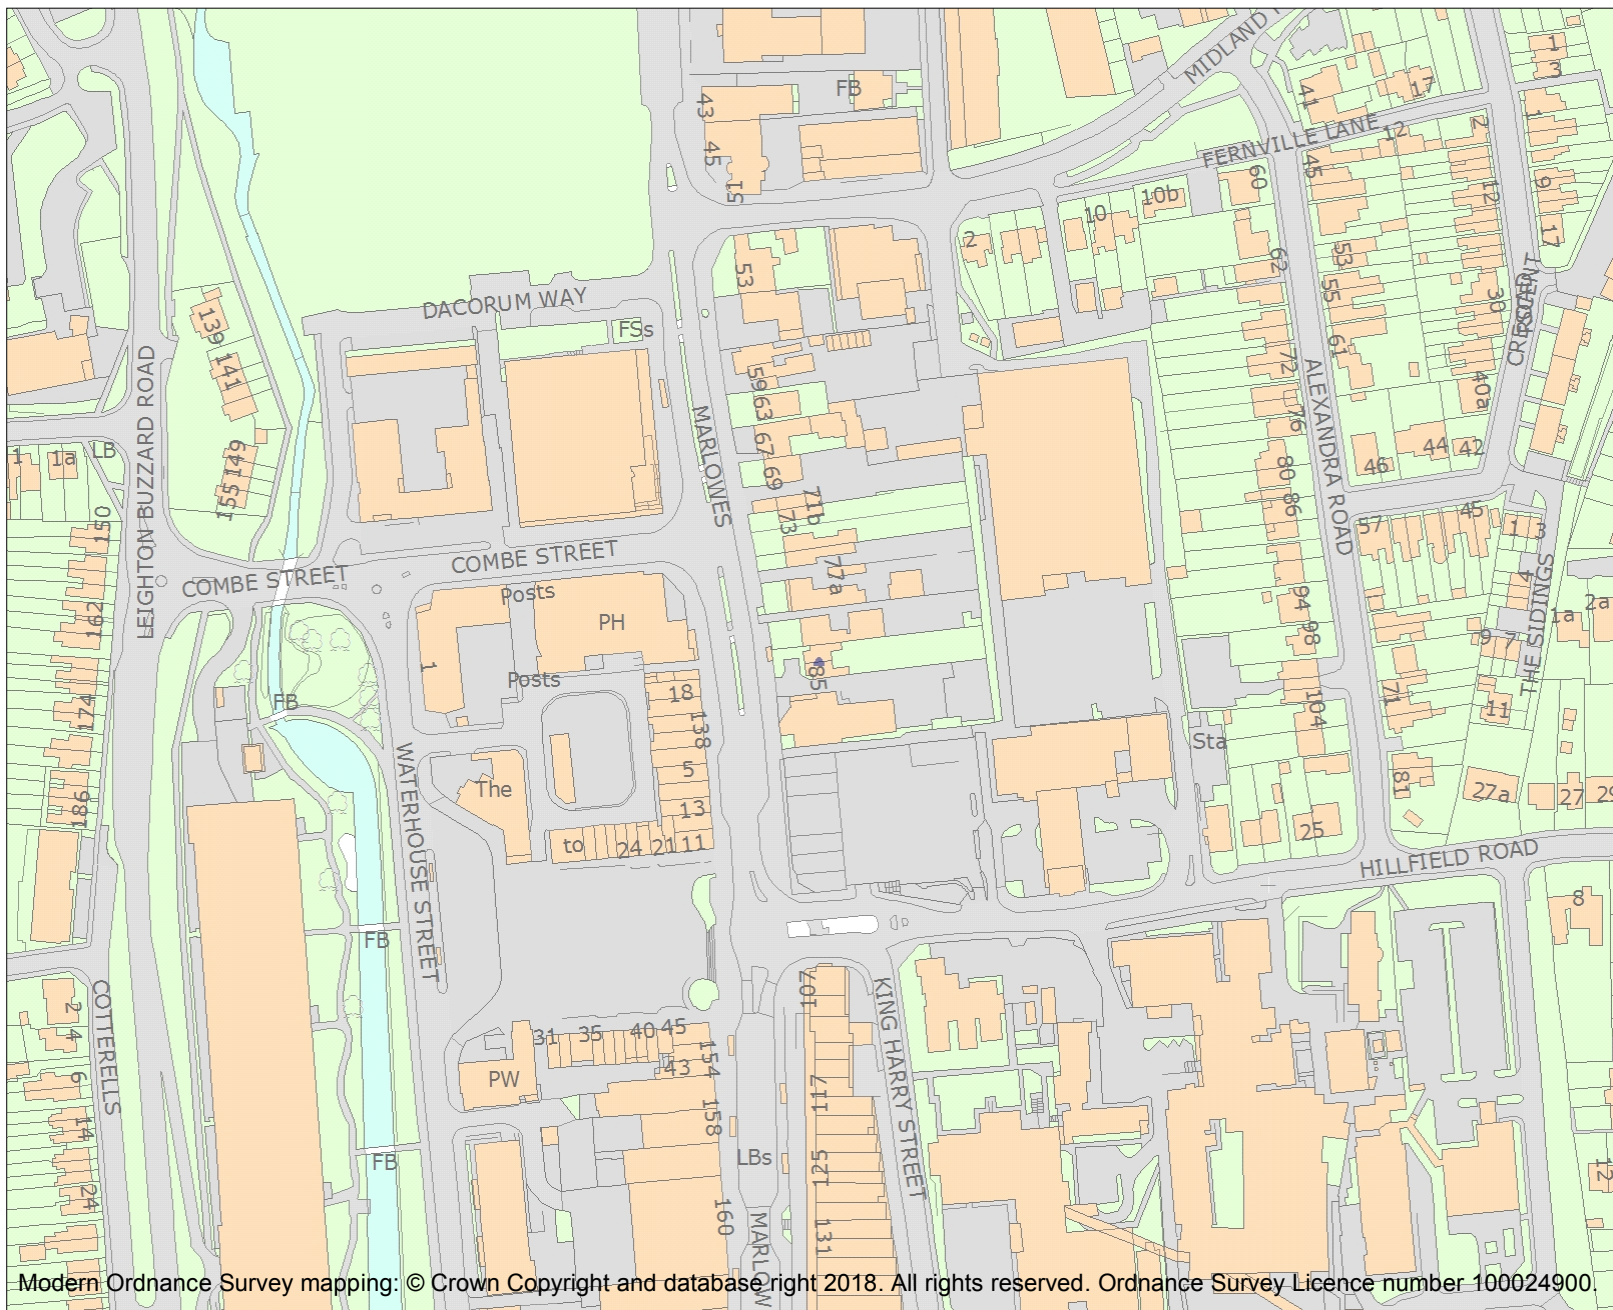 MIDLAND
1
3
43
FB
41
17
45
15
FERNVILLE LANE
12
2
1
60
45
12
9
10b
10
2
17
53
62
53
55
30
DACORUM WAY
FSs
139
141
61
CRESCENT
72
59
63
40a
LEIGHTON BUZZARD ROAD
MARLOWES
ALEXANDRA ROAD
76
67
69
44
42
46
1
1a
LB
149
155
80
86
71b
73
150
57
45
1
3
COMBE STREET
COMBE STREET
77a
Posts
PH
162
94
98
4
THE SIDINGS
1a
2a
9
7
1
85
Posts
18
FB
174
138
104
71
11
Sta
WATERHOUSE STREET
The
5
13
186
81
27a
27
29
25
to
24
21
11
HILLFIELD ROAD
8
FB
107
KING HARRY STREET
COTTERELLS
2
4
31
35
40
45
154
43
PW
6
117
158
14
LBs
125
FB
24
12
160
MARLOW
131
Modern Ordnance Survey mapping: © Crown Copyright and database right 2018. All rights reserved. Ordnance Survey Licence number 100024900.